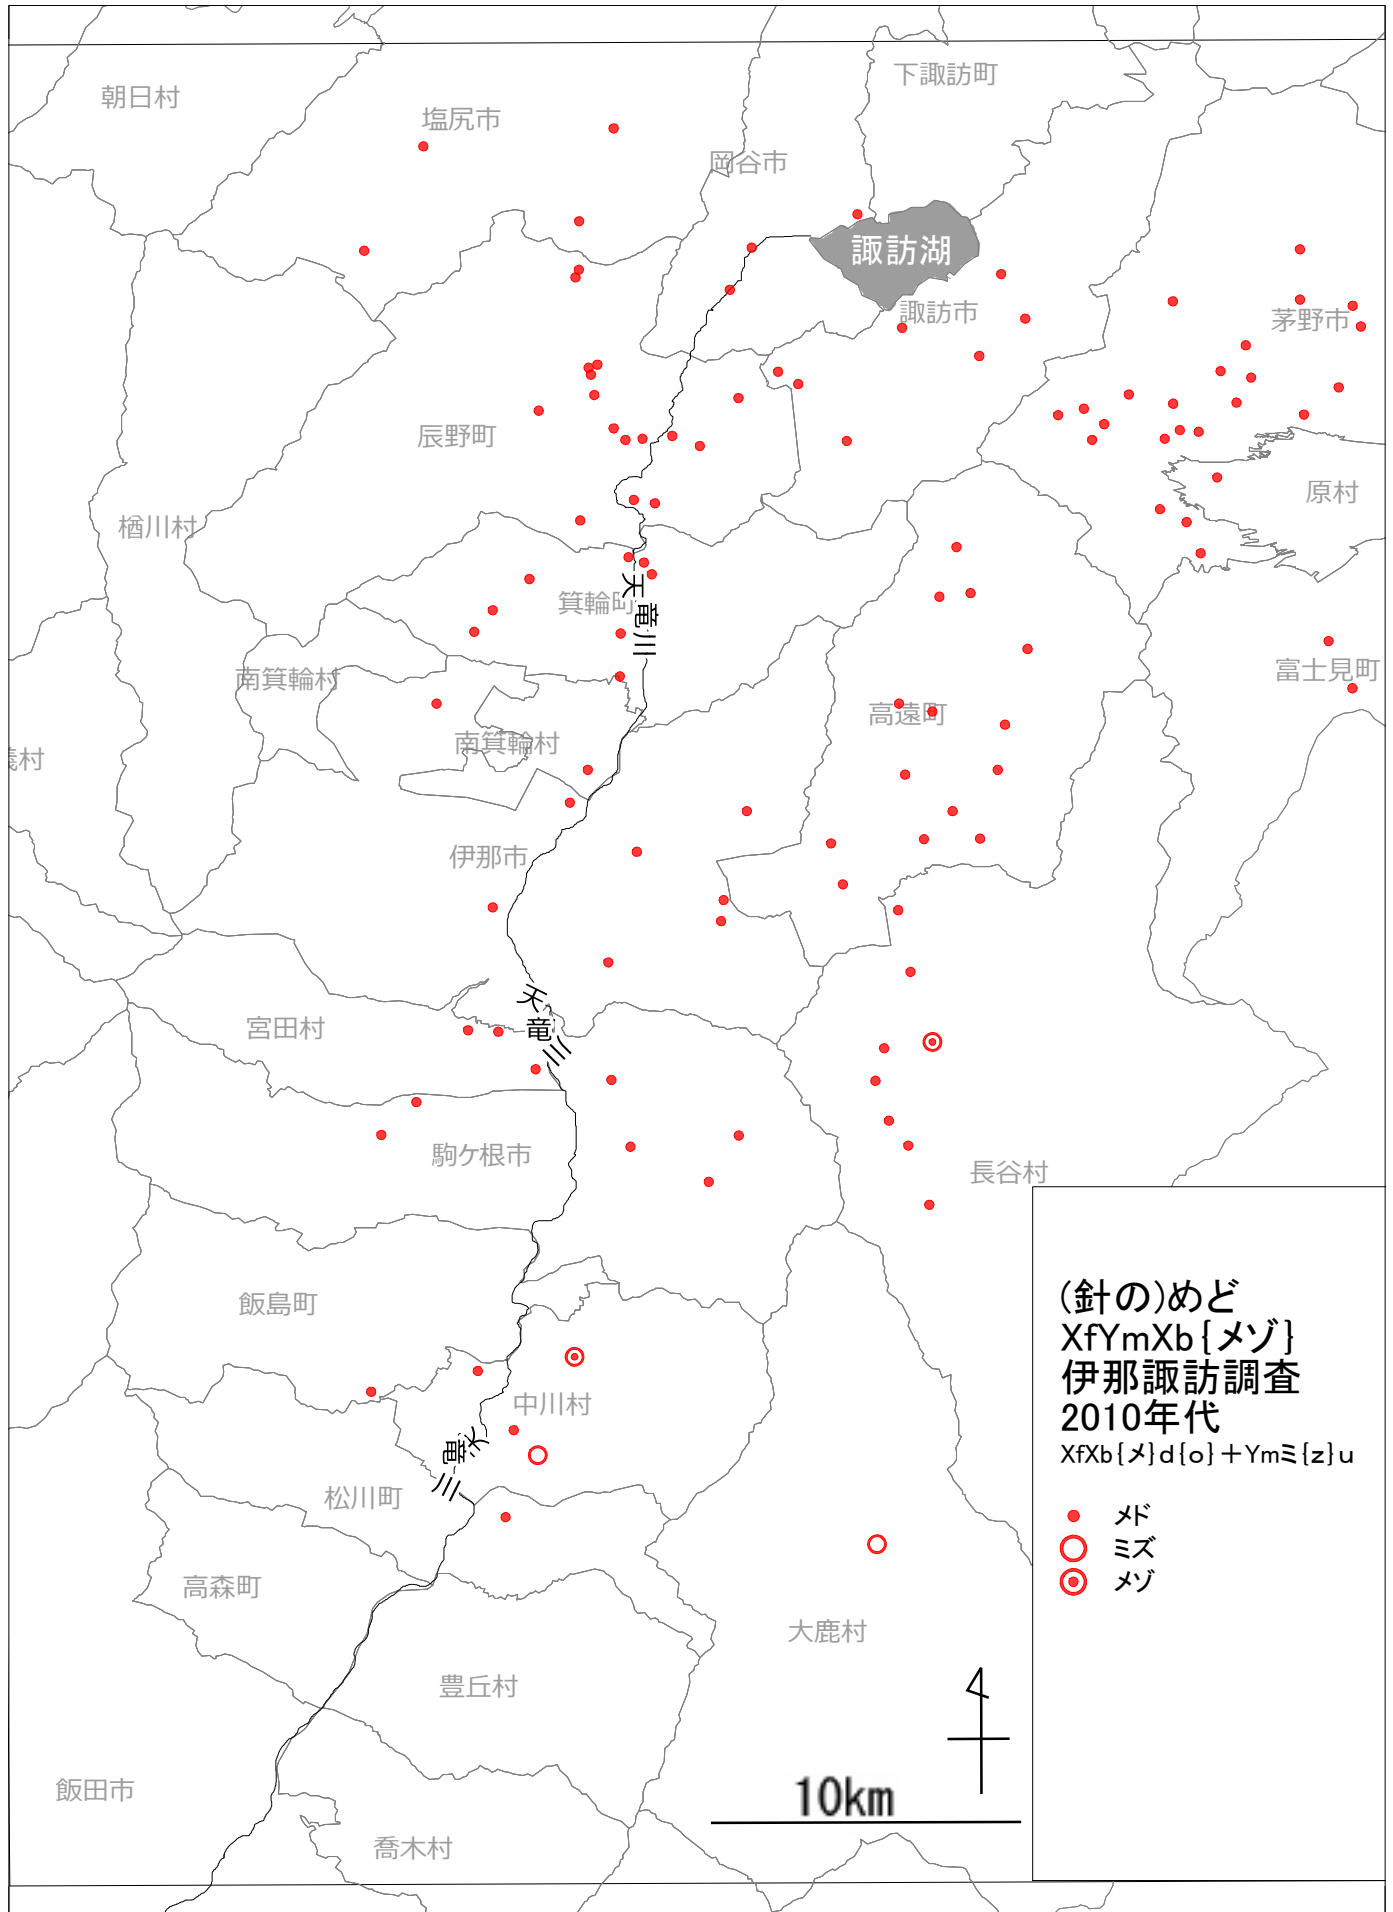 下諏訪町
朝日村
塩尻市
岡谷市
諏訪湖
諏訪市
茅野市
辰野町
原村
楢川村
天竜川
箕輪町
南箕輪村
富士見町
高遠町
南箕輪村
村
伊那市
天竜川
宮田村
駒ケ根市
長谷村
飯島町
中川村
天竜川
松川町
高森町
大鹿村
豊丘村
飯田市
喬木村
10km
(針の)めど
XfYmXb{メゾ}
伊那諏訪調査
2010年代
XfXb{メ}d{o}+Ymミ{z}u
メド
ミズ
メゾ